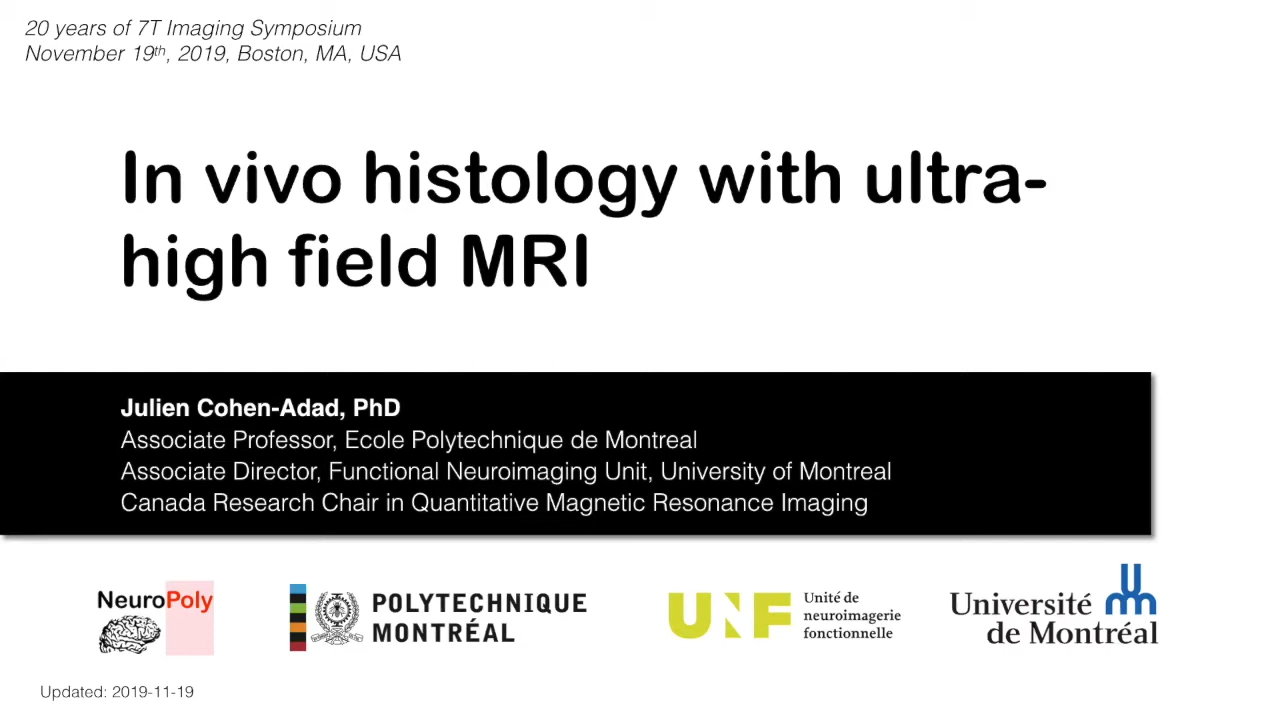 20 years of 7T Imaging Symposium
November 19th, 2019, Boston, MA, USA
In vivo histology with ultra-
high field MRI
Julien Cohen-Adad, PhD
Associate Professor, Ecole Polytechnique de Montreal
Associate Director, Functional Neuroimaging Unit, University of Montreal
Canada Research Chair in Quantitative Magnetic Resonance Imaging
NeuroPoly
POLYTECHNIQUE
MONTRÉAL
UNF
Unité de
neuroimagerie
fonctionnelle
Université
de Montréal
Updated: 2019-11-19